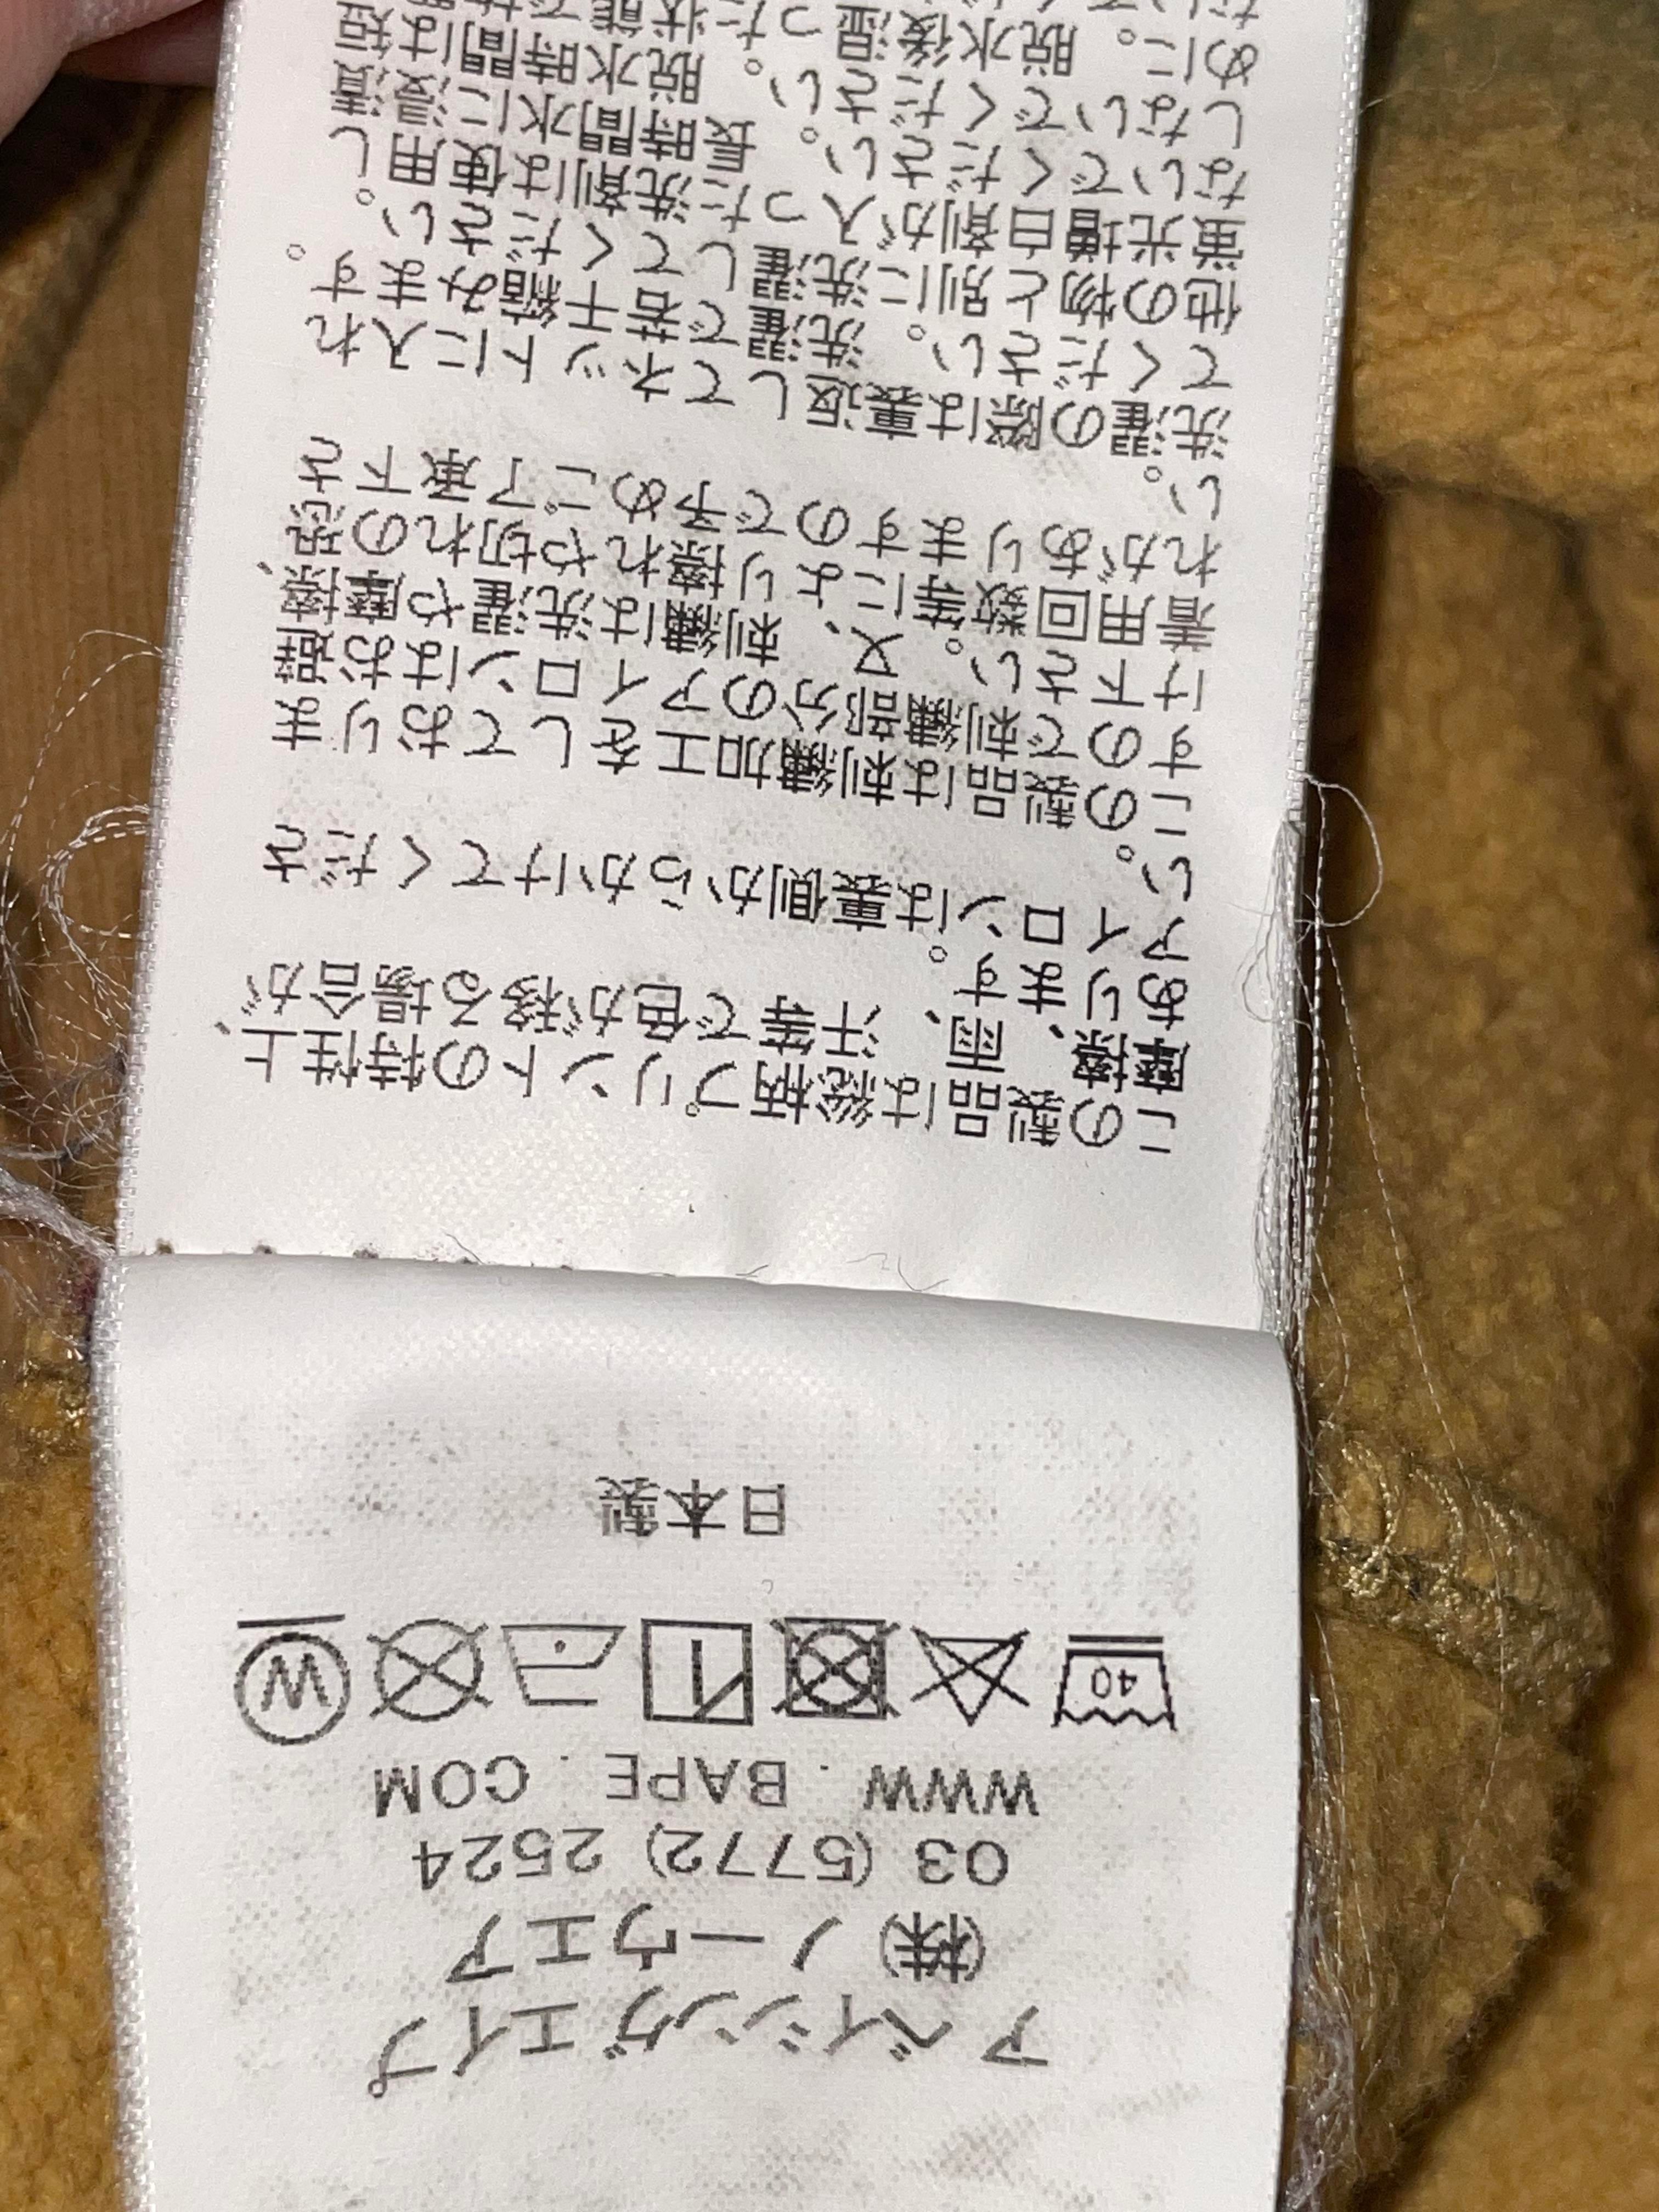 アベイシングエイプ
(株) ノーウエア
03 (5772) 2524
WWW . BAPE . COM
40 W
日本製
この製品は総柄プリントの特性上、
摩擦、雨、汗等で色が移る場合が
あります。
アイロンは裏側からかけてくださ
い。
この製品は刺繍加工をしておりま
すので刺繍部分のアイロンはお避
け下さい。又、刺繍は洗濯や摩擦、
着用回数等により擦れや切れの恐
れがありますので予めご了承下さ
い。
洗濯の際は裏返してネットに入れ
てください。洗濯で若干縮みます。
他の物と別に洗濯してください。
蛍光増白剤が入った洗剤は使用し
ないでください。長時間水に浸漬
しないでください。脱水時間は短
めに。脱水後湿った状態で放